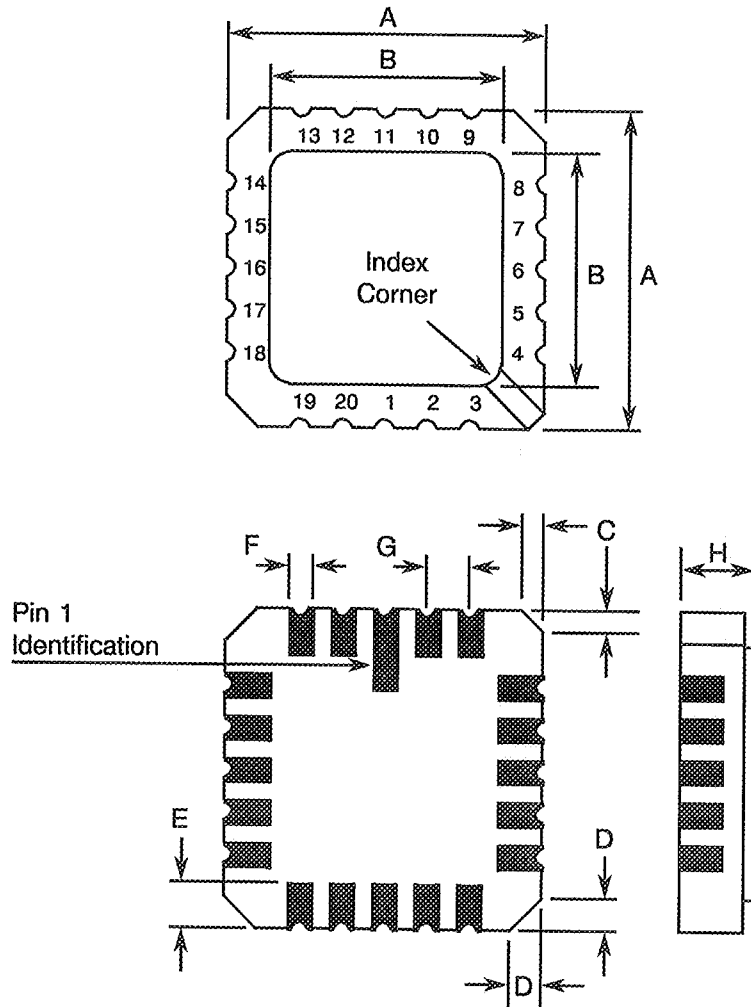 A
B
13 12 11 10 9
14 8
15 7
16 6
17 5
18 4
Index
Corner
B A
19 20 1 2 3
C
F G H
Pin 1
Identification
E
D
D